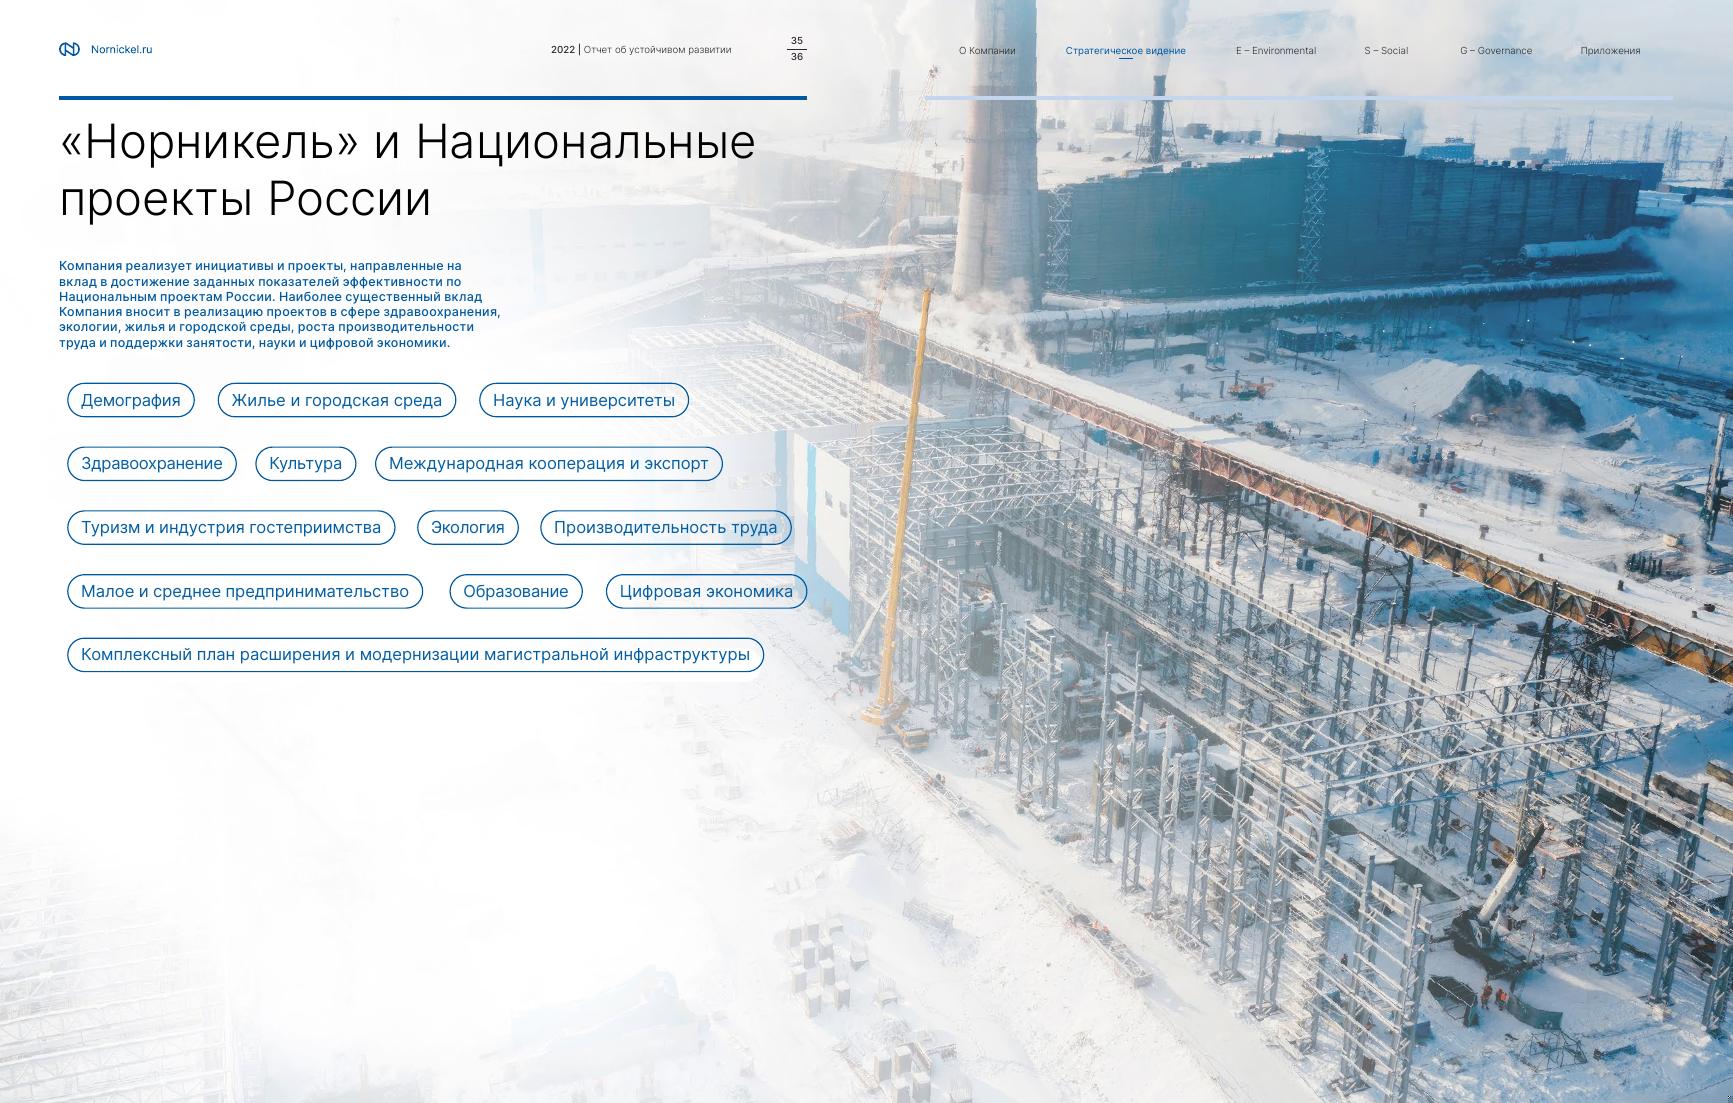 Nornickel.ru
2022 | Отчет об устойчивом развитии
35
36
О Компании
Стратегическое видение
E – Environmental
S – Social
G – Governance
Приложения
«Норникель» и Национальные
проекты России
Компания реализует инициативы и проекты, направленные на
вклад в достижение заданных показателей эффективности по
Национальным проектам России. Наиболее существенный вклад
Компания вносит в реализацию проектов в сфере здравоохранения,
экологии, жилья и городской среды, роста производительности
труда и поддержки занятости, науки и цифровой экономики.
Демография
Жилье и городская среда
Наука и университеты
Здравоохранение
Культура
Международная кооперация и экспорт
Туризм и индустрия гостеприимства
Экология
Производительность труда
Малое и среднее предпринимательство
Образование
Цифровая экономика
Комплексный план расширения и модернизации магистральной инфраструктуры